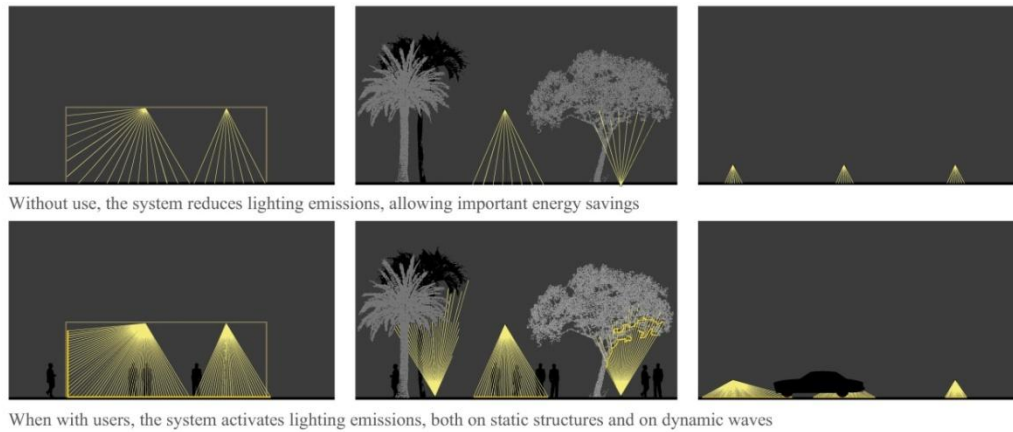 Without use, the system reduces lighting emissions, allowing important energy savings
When with users, the system activates lighting emissions, both on static structures and on dynamic waves